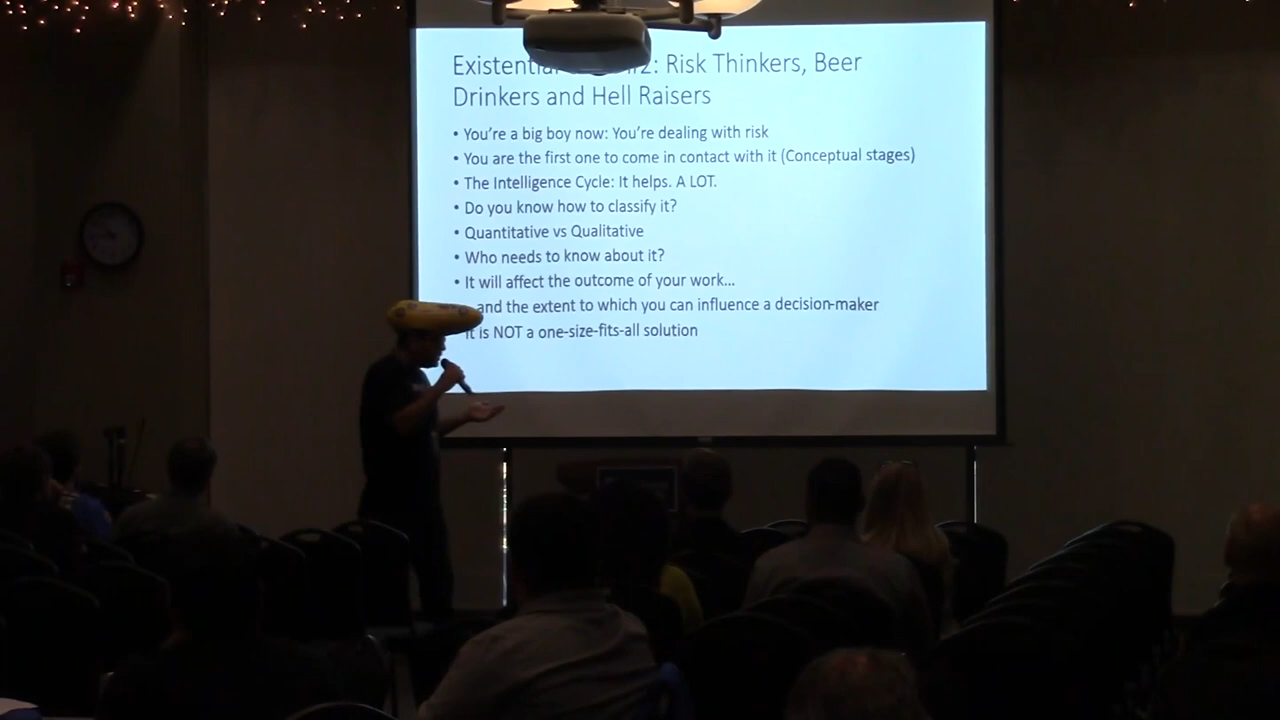 Existential #2: Risk Thinkers, Beer
Drinkers and Hell Raisers
• You're a big boy now: You're dealing with risk
• You are the first one to come in contact with it (Conceptual stages)
• The Intelligence Cycle: It helps. A LOT.
• Do you know how to classify it?
• Quantitative vs Qualitative
• Who needs to know about it?
• It will affect the outcome of your work...
and the extent to which you can influence a decision-maker
It is NOT a one-size-fits-all solution